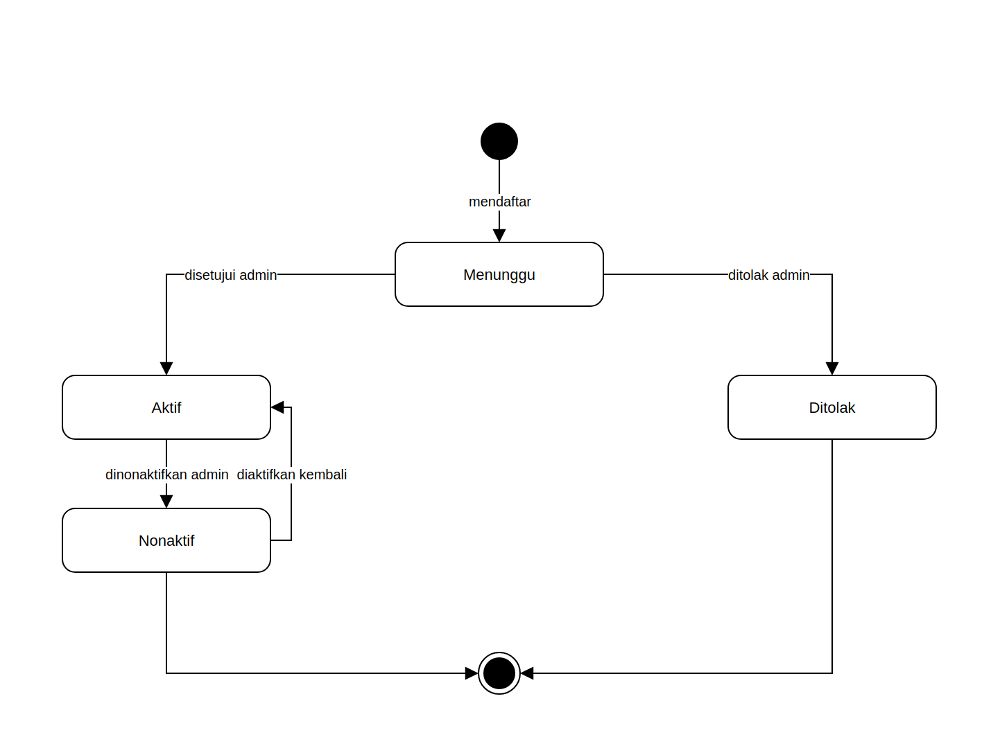 mendaftar
disetujui admin
Menunggu
ditolak admin
Aktif
Ditolak
dinonaktifkan admin
diaktifkan kembali
Nonaktif